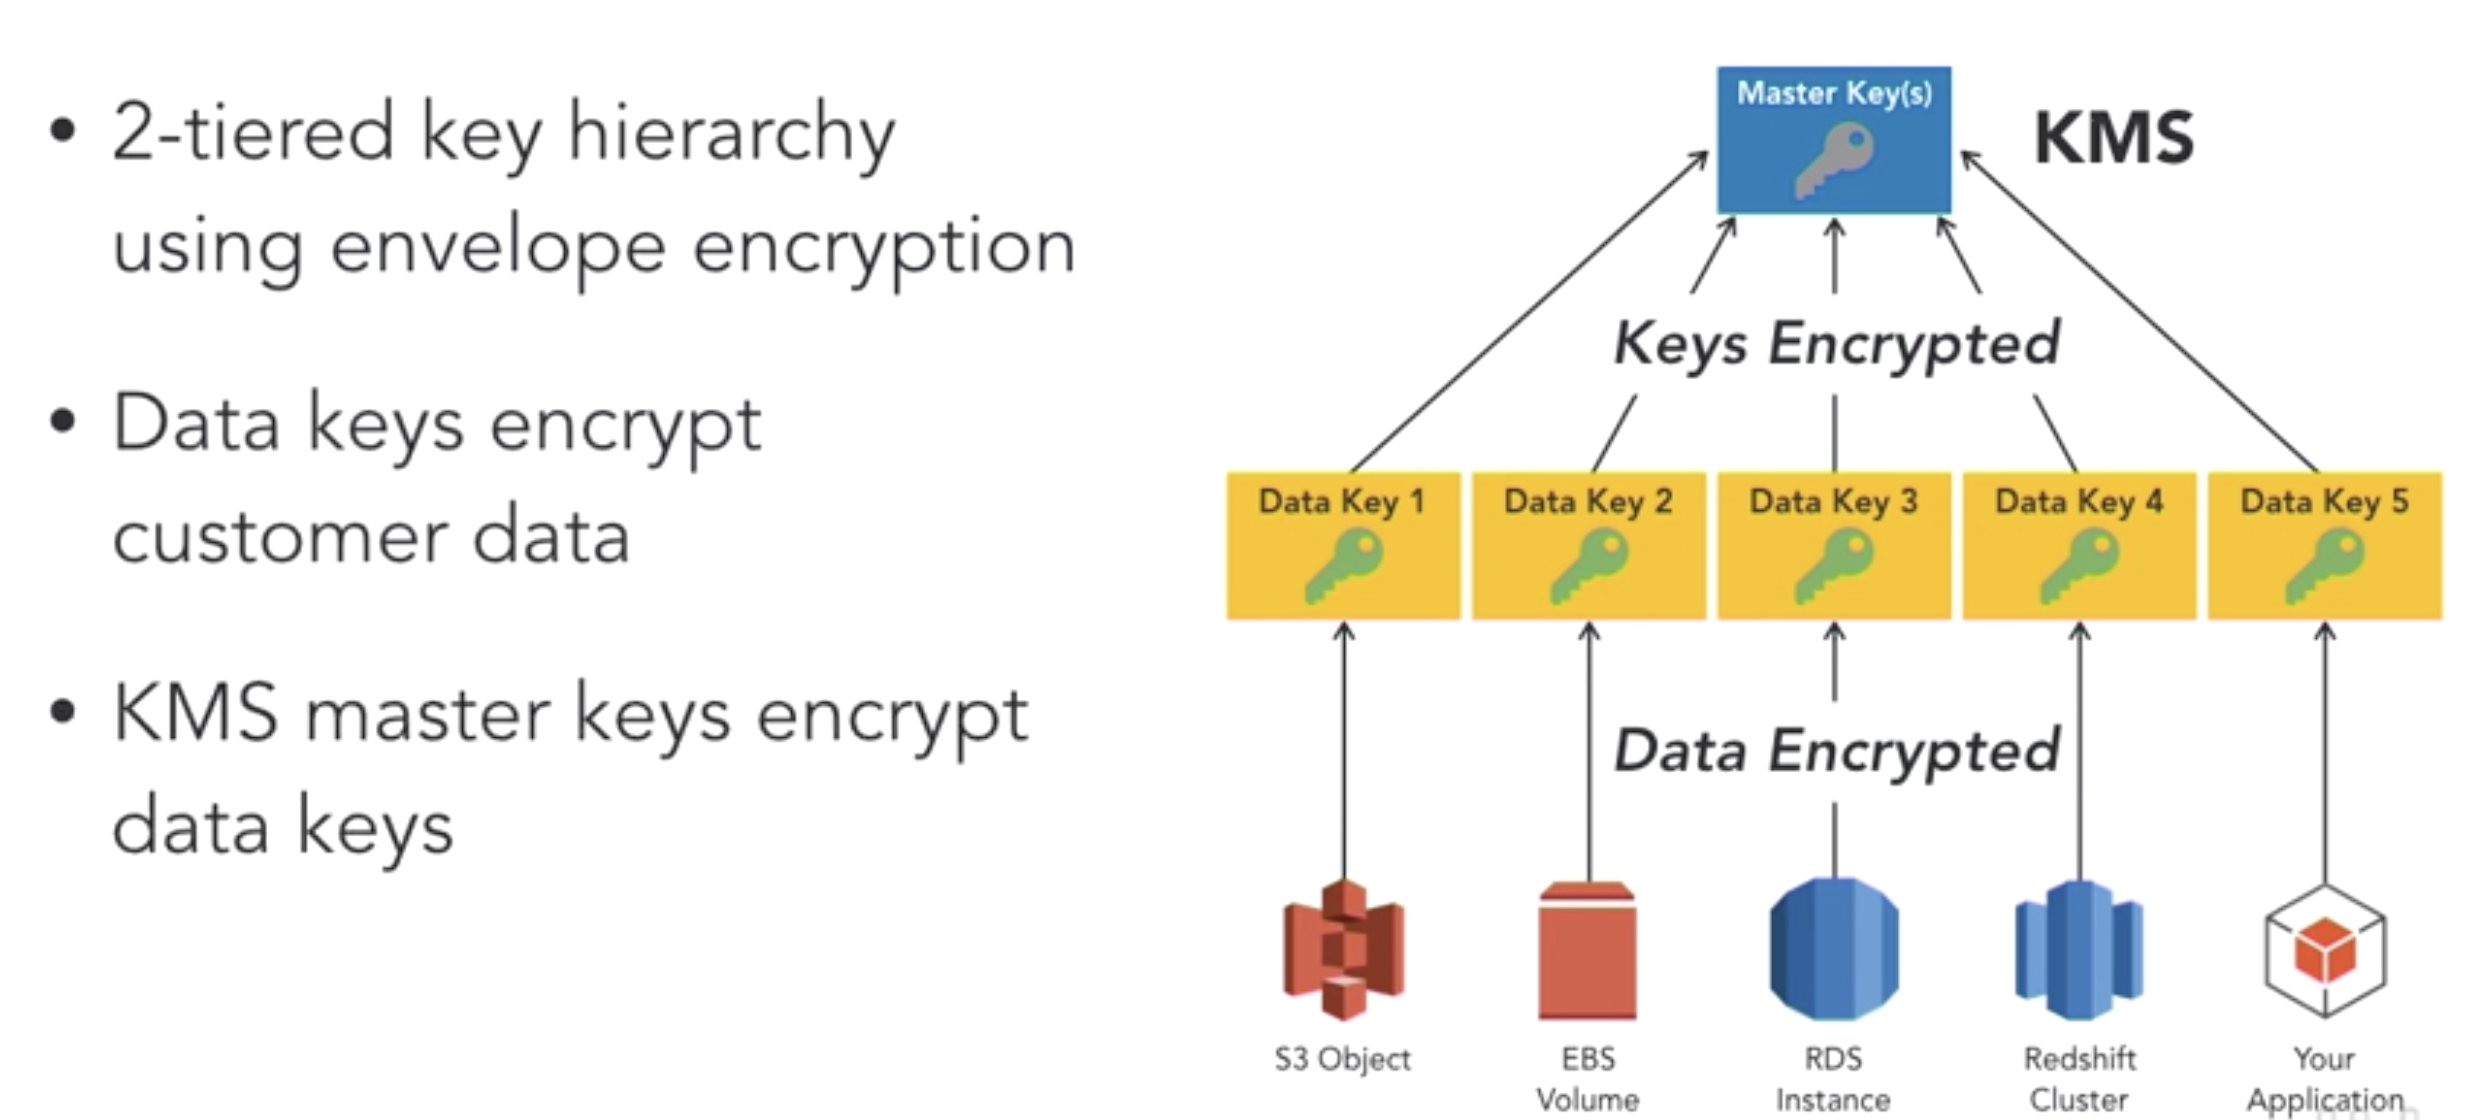 • 2-tiered key hierarchy
using envelope encryption
• Data keys encrypt
customer data
• KMS master keys encrypt
data keys
Master Key(s)
KMS
Keys Encrypted
Data Key 1
Data Key 2
Data Key 3
Data Key 4
Data Key 5
Data Encrypted
S3 Object
EBS
Volume
RDS
Instance
Redshift
Cluster
Your
Application